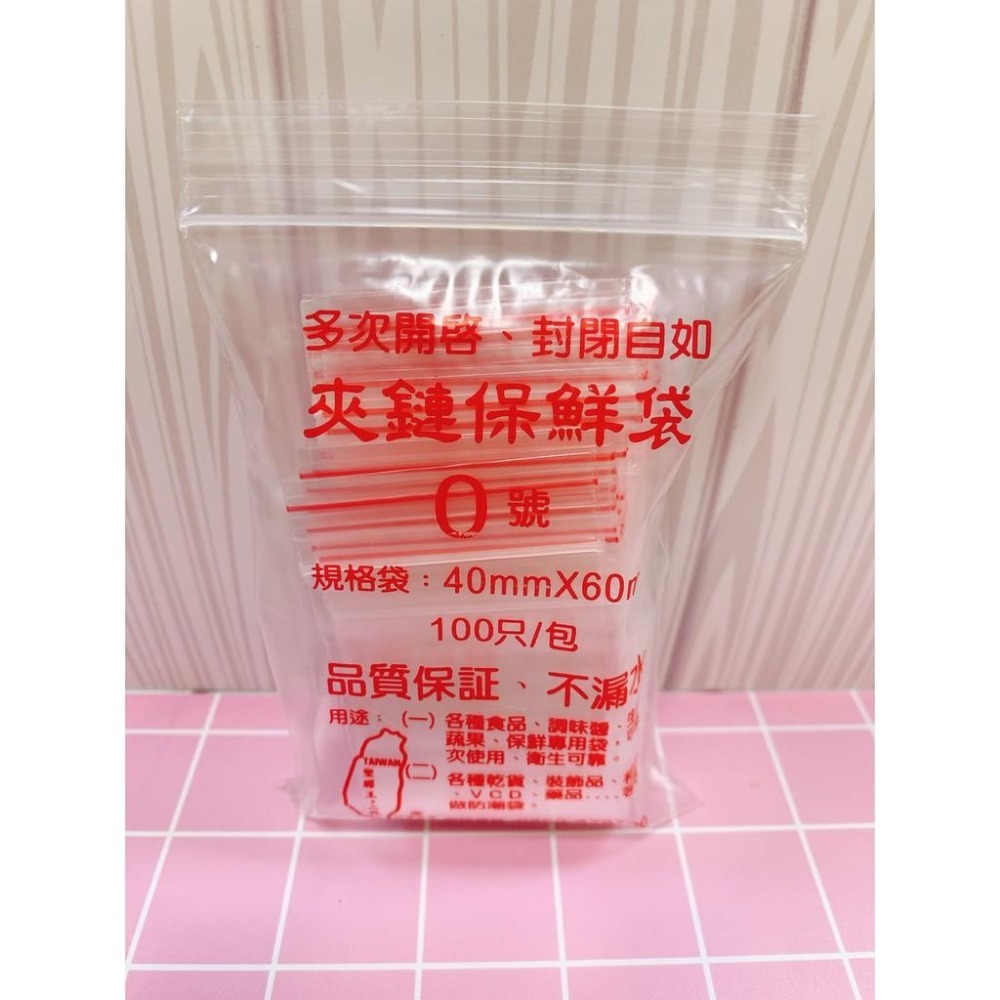 多次開啓、封閉自如
夾鏈保鮮袋
0號
規格袋：40mmX60m
100只/包
品質保証、不漏水
用途：(一)各種食品、調味醬、
蔬果、保鮮專用袋。
次使用、衛生可靠。
(二)各種乾貨、裝飾品、
、VCD、藥品....
做防潮袋。
TAIWAN